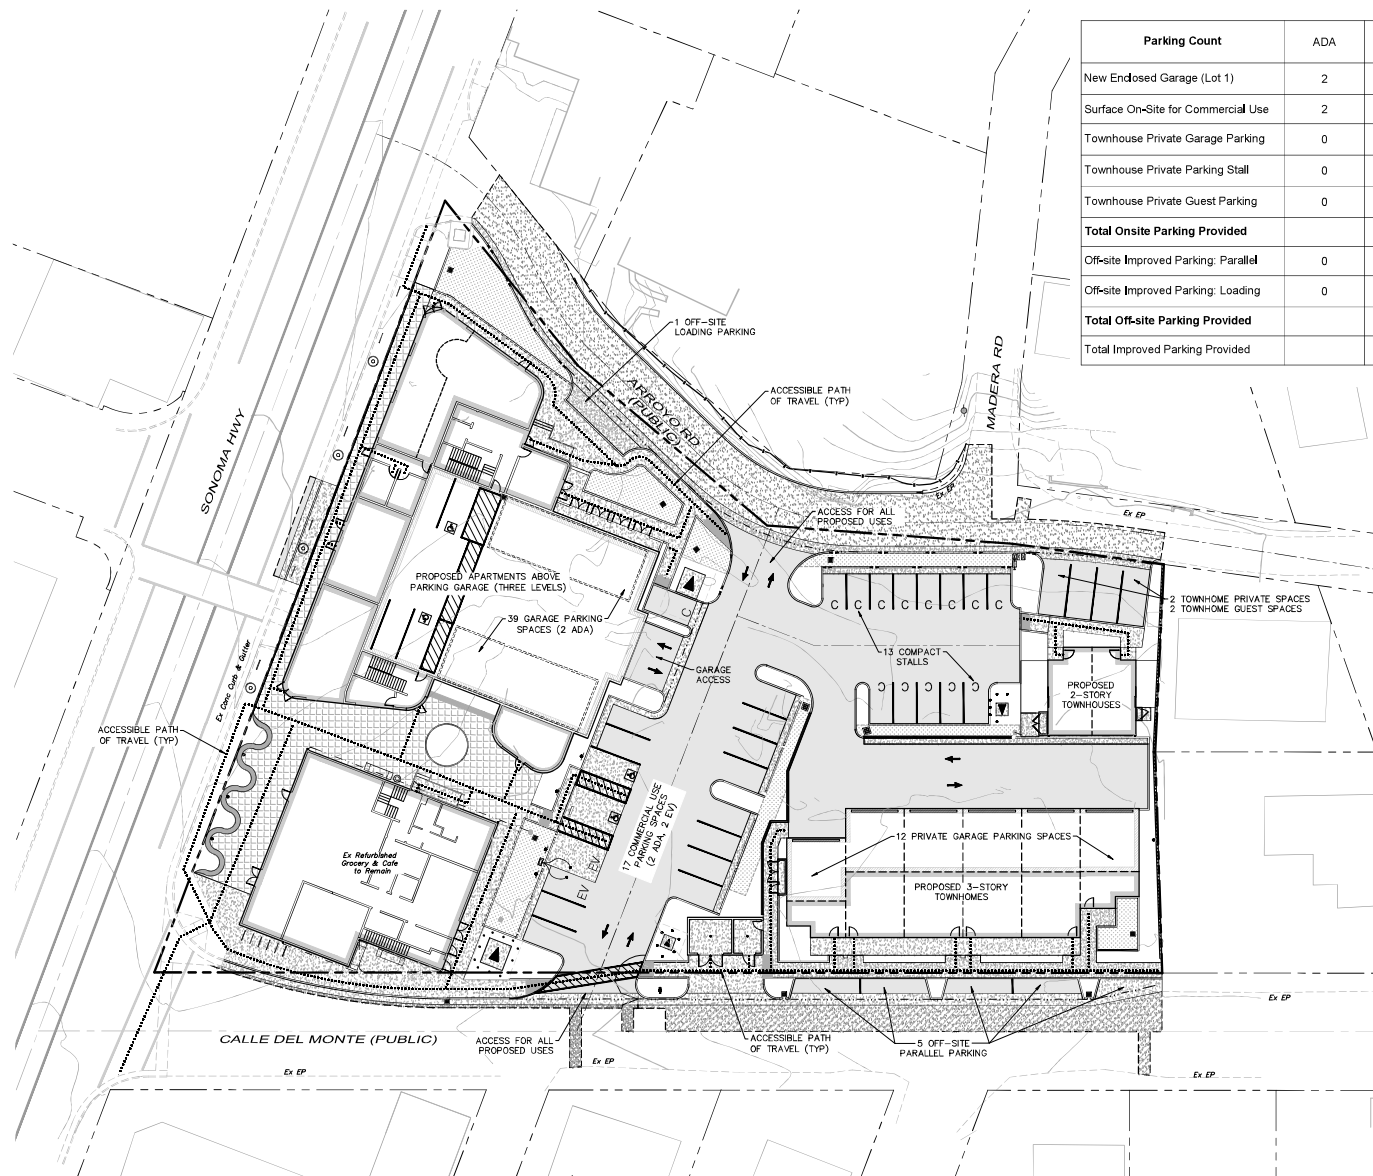 Parking Count ADA
New Enclosed Garage (Lot 1) 2
Surface On-Site for Commercial Use 2
Townhouse Private Garage Parking 0
Townhouse Private Parking Stall 0
Townhouse Private Guest Parking 0
Total Onsite Parking Provided
Off-site Improved Parking: Parallel 0
Off-site Improved Parking: Loading 0
Total Off-site Parking Provided
Total Improved Parking Provided
1 OFF-SITE
LOADING PARKING
ARROYO RD
(PUBLIC)
ACCESSIBLE PATH
OF TRAVEL (TYP)
MADERA RD
SONOMA HWY
Ex EP
Ex EP
ACCESS FOR ALL
PROPOSED USES
PROPOSED APARTMENTS ABOVE
PARKING GARAGE (THREE LEVELS)
39 GARAGE PARKING
SPACES (2 ADA)
C
C C C C C C C C
2 TOWNHOME PRIVATE SPACES
2 TOWNHOME GUEST SPACES
13 COMPACT
STALLS
C C C C C
GARAGE
ACCESS
PROPOSED
2-STORY
TOWNHOUSES
Ex Conc Curb & Gutter
ACCESSIBLE PATH
OF TRAVEL (TYP)
17 COMMERCIAL USE
PARKING SPACES
(2 ADA, 2 EV)
EV
EV
12 PRIVATE GARAGE PARKING SPACES
Ex Refurbished
Grocery & Cafe
to Remain
PROPOSED 3-STORY
TOWNHOMES
Ex EP
CALLE DEL MONTE (PUBLIC)
ACCESS FOR ALL
PROPOSED USES
ACCESSIBLE PATH
OF TRAVEL (TYP)
5 OFF-SITE
PARALLEL PARKING
Ex EP
Ex EP
Ex EP